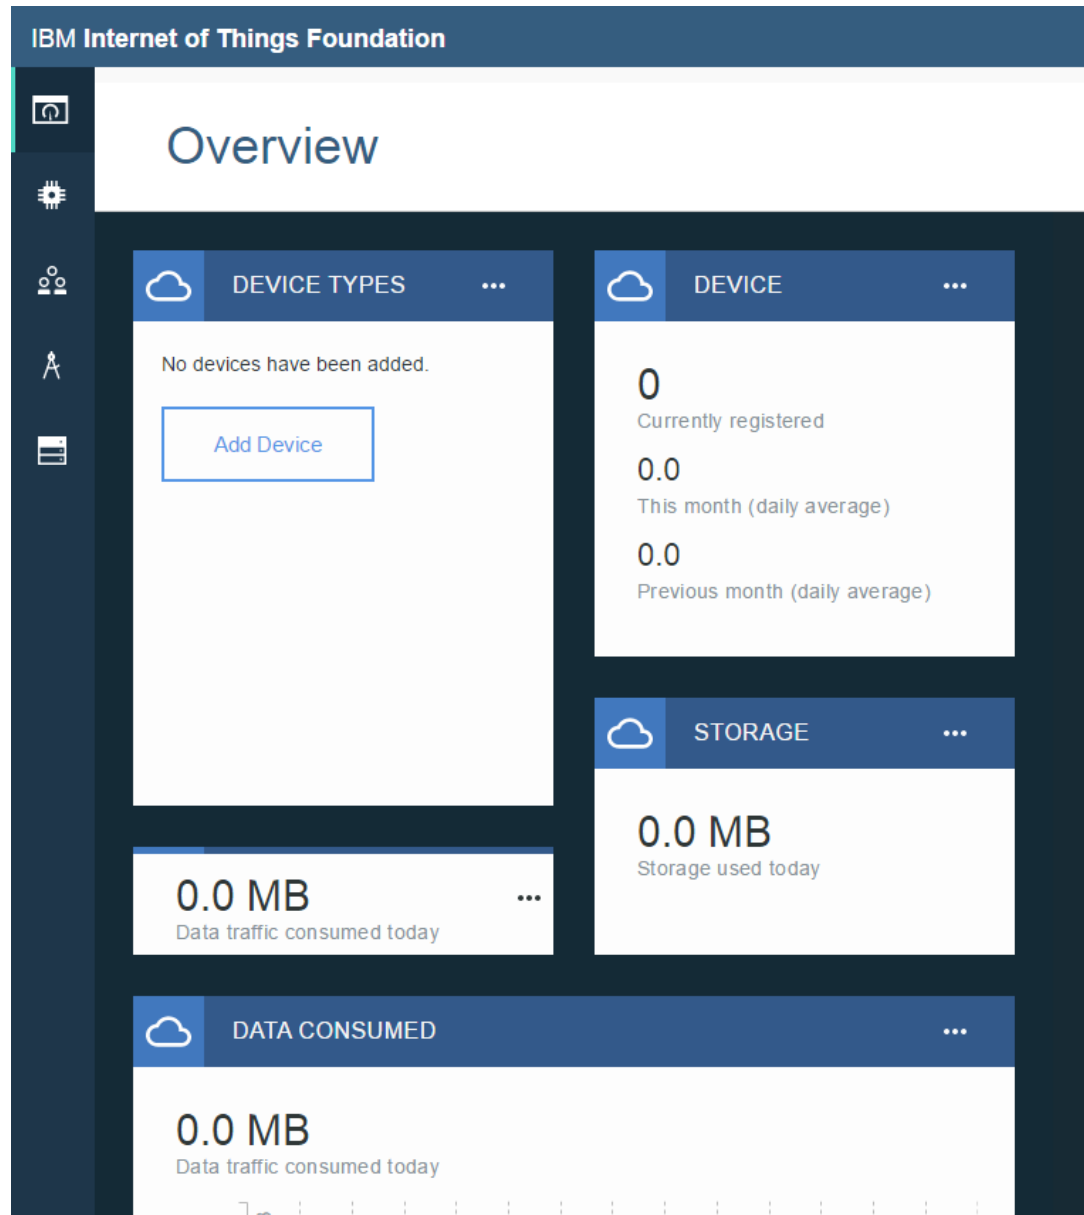 IBM Internet of Things Foundation
Overview
DEVICE TYPES
No devices have been added.
Add Device
DEVICE
0
Currently registered
0.0
This month (daily average)
0.0
Previous month (daily average)
STORAGE
0.0 MB
Storage used today
0.0 MB
Data traffic consumed today
DATA CONSUMED
0.0 MB
Data traffic consumed today